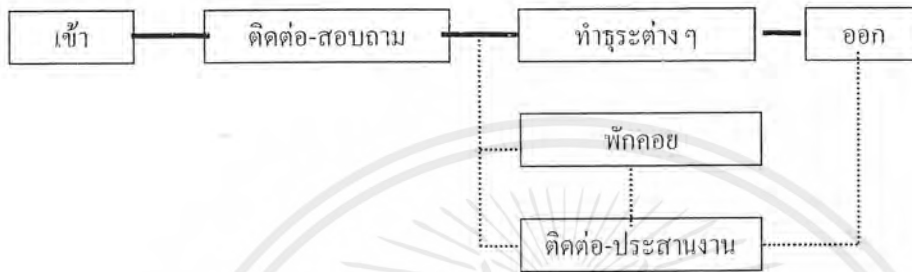 เข้า
ติดต่อ-สอบถาม
ทำธุระต่าง ๆ
ออก
พักคอย
ติดต่อ-ประสานงาน